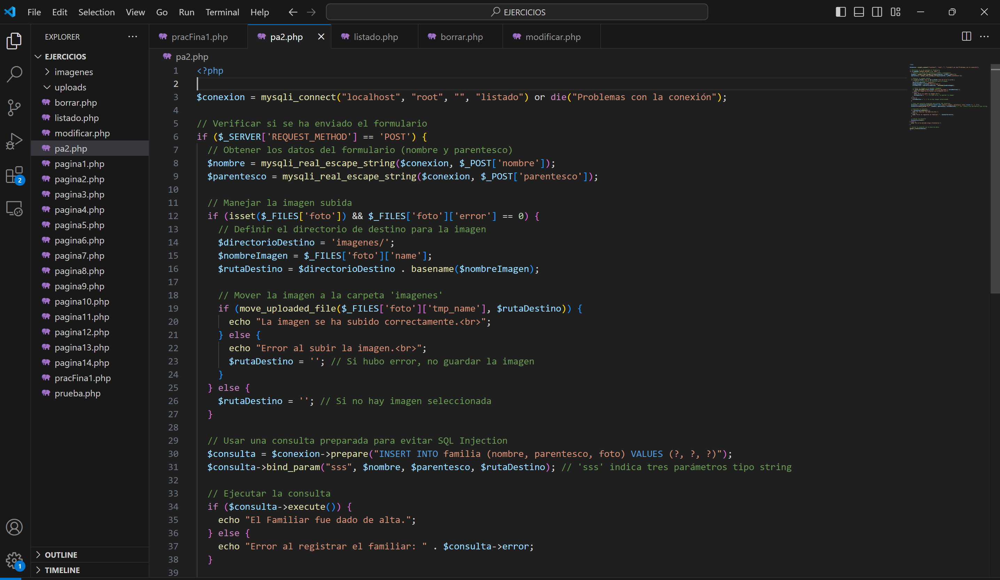 File Edit Selection View Go Run Terminal Help
EJERCICIOS
EXPLORER
EJERCICIOS
imagenes
uploads
borrar.php
listado.php
modificar.php
pa2.php
pagina1.php
pagina2.php
pagina3.php
pagina4.php
pagina5.php
pagina6.php
pagina7.php
pagina8.php
pagina9.php
pagina10.php
pagina11.php
pagina12.php
pagina13.php
pagina14.php
pracFina1.php
prueba.php
OUTLINE
TIMELINE
2
1
pracFina1.php pa2.php listado.php borrar.php modificar.php
pa2.php
1 <?php
2
3 $conexion = mysqli_connect("localhost", "root", "", "listado") or die("Problemas con la conexión");
4
5 // Verificar si se ha enviado el formulario
6 if ($_SERVER['REQUEST_METHOD'] == 'POST') {
7 // Obtener los datos del formulario (nombre y parentesco)
8 $nombre = mysqli_real_escape_string($conexion, $_POST['nombre']);
9 $parentesco = mysqli_real_escape_string($conexion, $_POST['parentesco']);
10
11 // Manejar la imagen subida
12 if (isset($_FILES['foto']) && $_FILES['foto']['error'] == 0) {
13 // Definir el directorio de destino para la imagen
14 $directorioDestino = 'imagenes/';
15 $nombreImagen = $_FILES['foto']['name'];
16 $rutaDestino = $directorioDestino . basename($nombreImagen);
17
18 // Mover la imagen a la carpeta 'imagenes'
19 if (move_uploaded_file($_FILES['foto']['tmp_name'], $rutaDestino)) {
20 echo "La imagen se ha subido correctamente.<br>";
21 } else {
22 echo "Error al subir la imagen.<br>";
23 $rutaDestino = ''; // Si hubo error, no guardar la imagen
24 }
25 } else {
26 $rutaDestino = ''; // Si no hay imagen seleccionada
27 }
28
29 // Usar una consulta preparada para evitar SQL Injection
30 $consulta = $conexion->prepare("INSERT INTO familia (nombre, parentesco, foto) VALUES (?, ?, ?)");
31 $consulta->bind_param("sss", $nombre, $parentesco, $rutaDestino); // 'sss' indica tres parámetros tipo string
32
33 // Ejecutar la consulta
34 if ($consulta->execute()) {
35 echo "El Familiar fue dado de alta.";
36 } else {
37 echo "Error al registrar el familiar: " . $consulta->error;
38 }
39